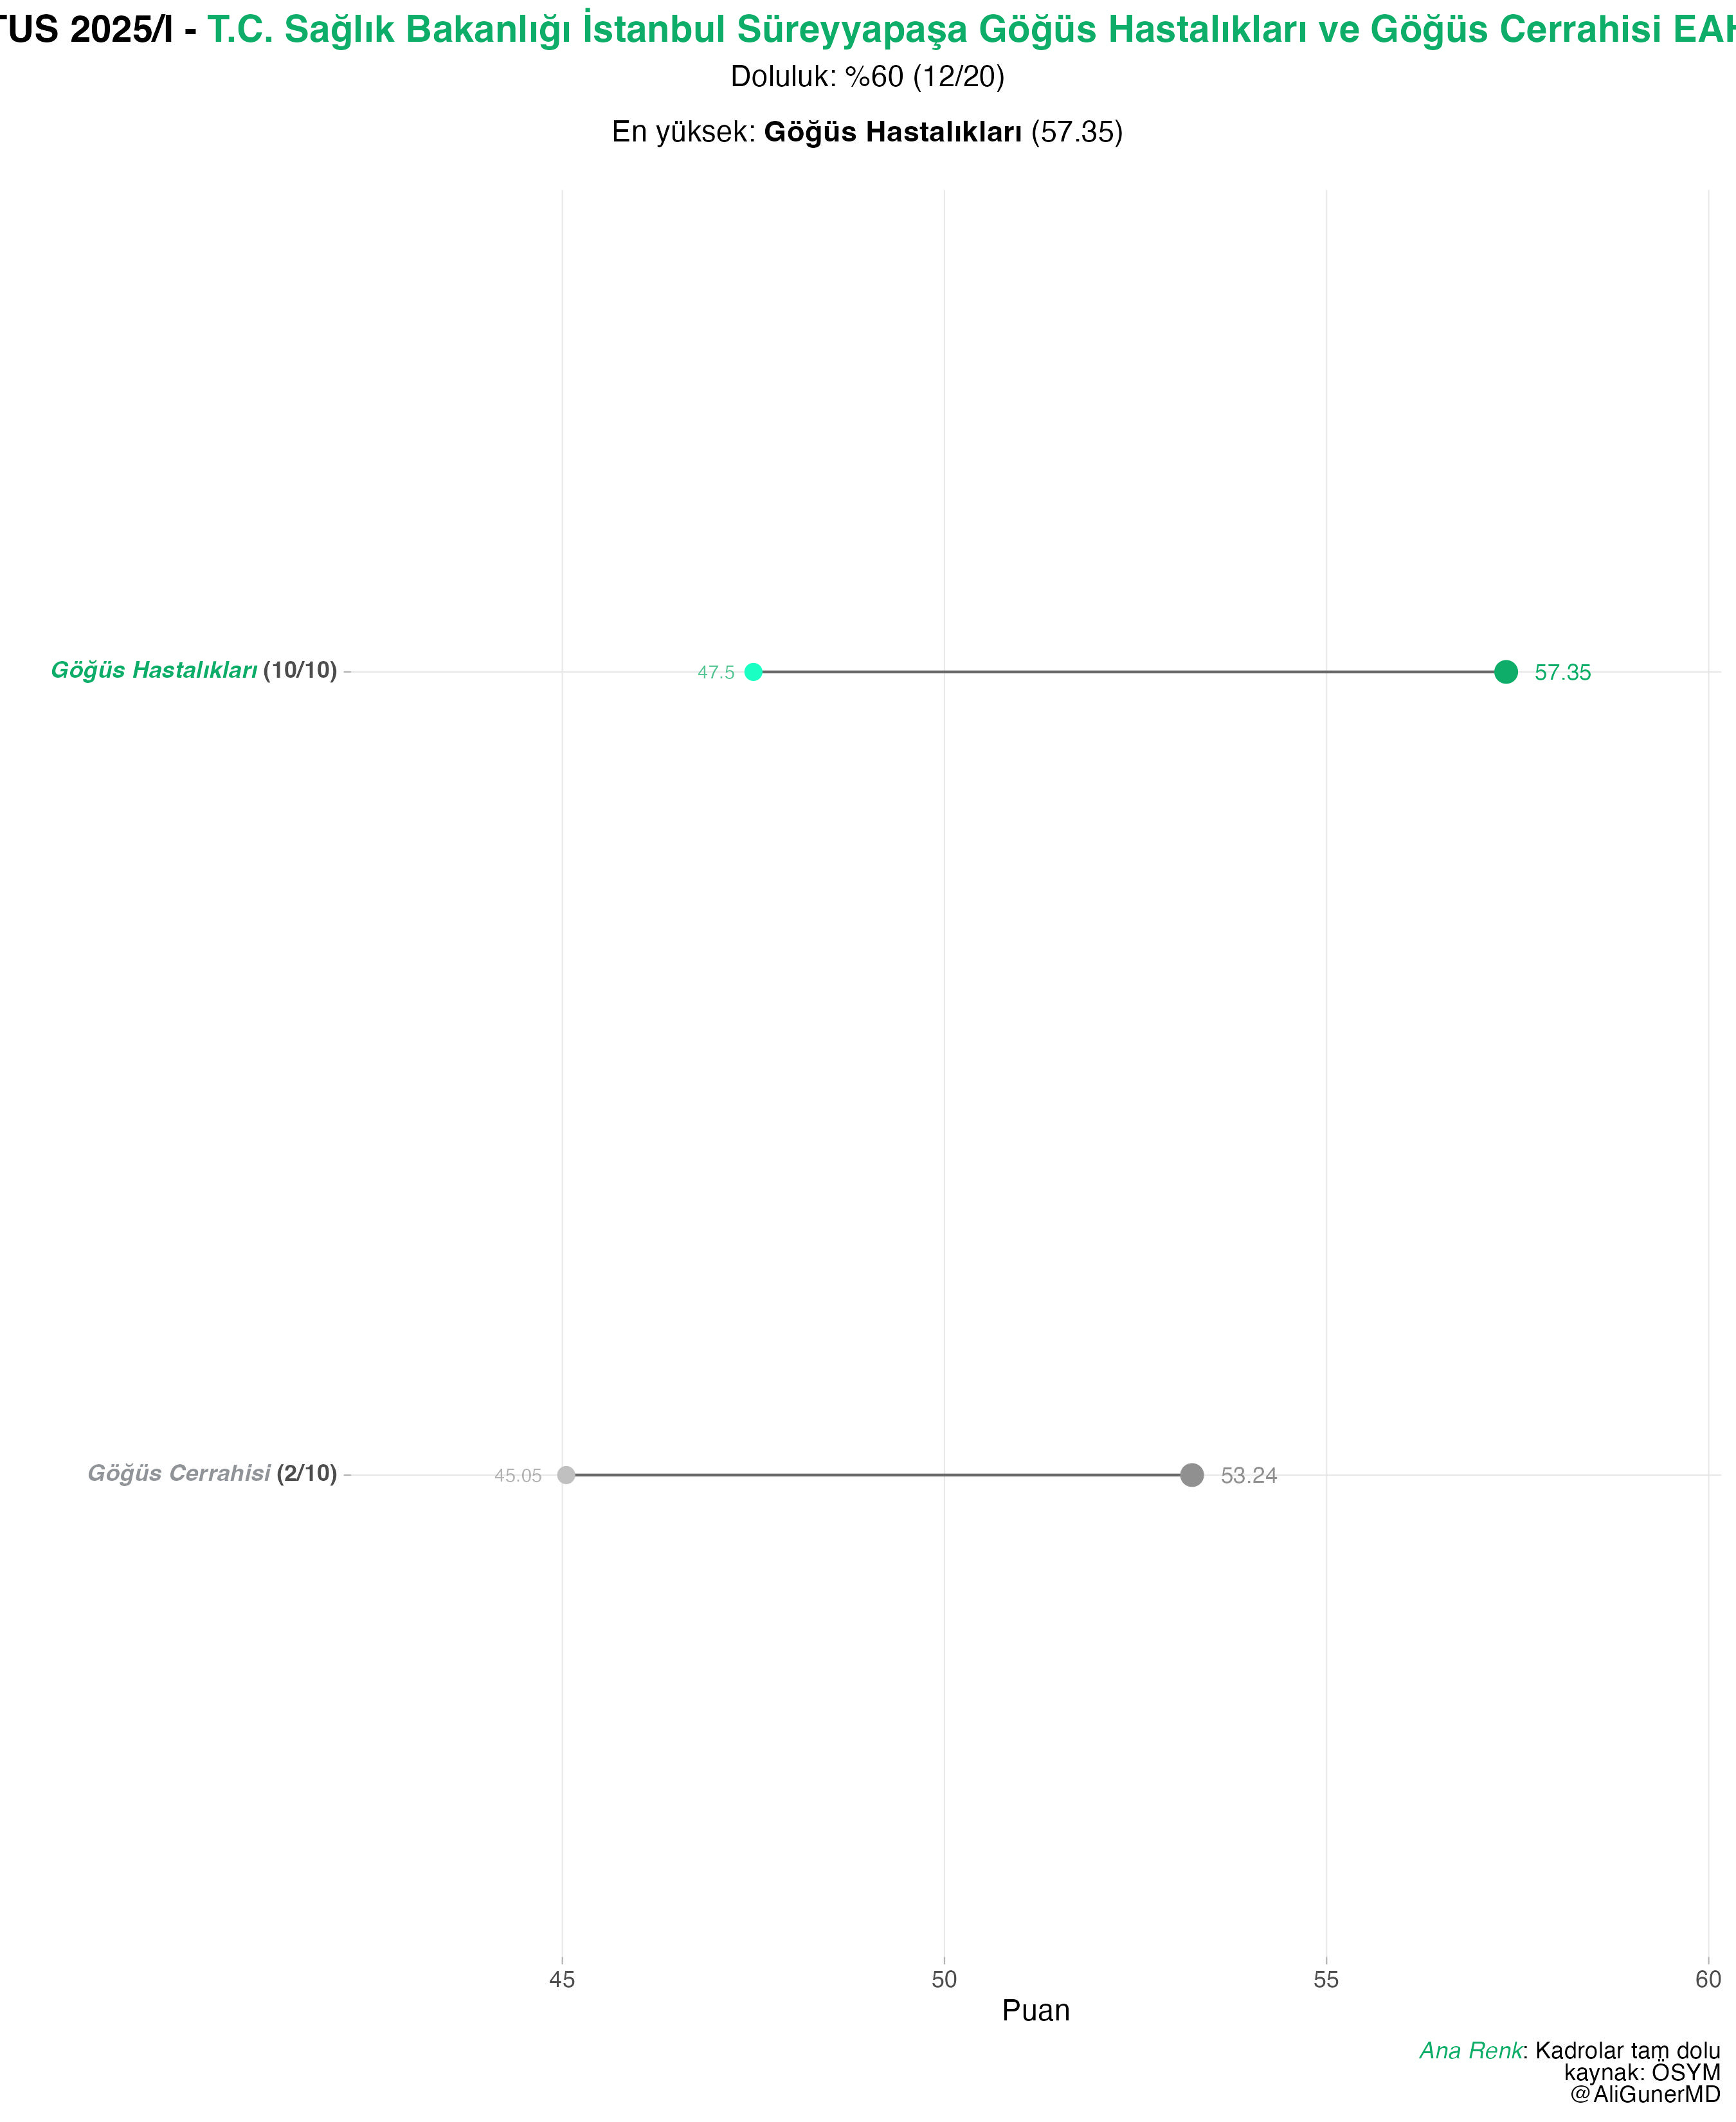 TUS 2025/I - T.C. Sağlık Bakanlığı İstanbul Süreyyapaşa Göğüs Hastalıkları ve Göğüs Cerrahisi EAH
Doluluk: %60 (12/20)
En yüksek: Göğüs Hastalıkları (57.35)
Göğüs Hastalıkları (10/10)
47.5
57.35
Göğüs Cerrahisi (2/10)
45.05
53.24
45 50 55 60
Puan
Ana Renk: Kadrolar tam dolu
kaynak: ÖSYM
@AliGunerMD